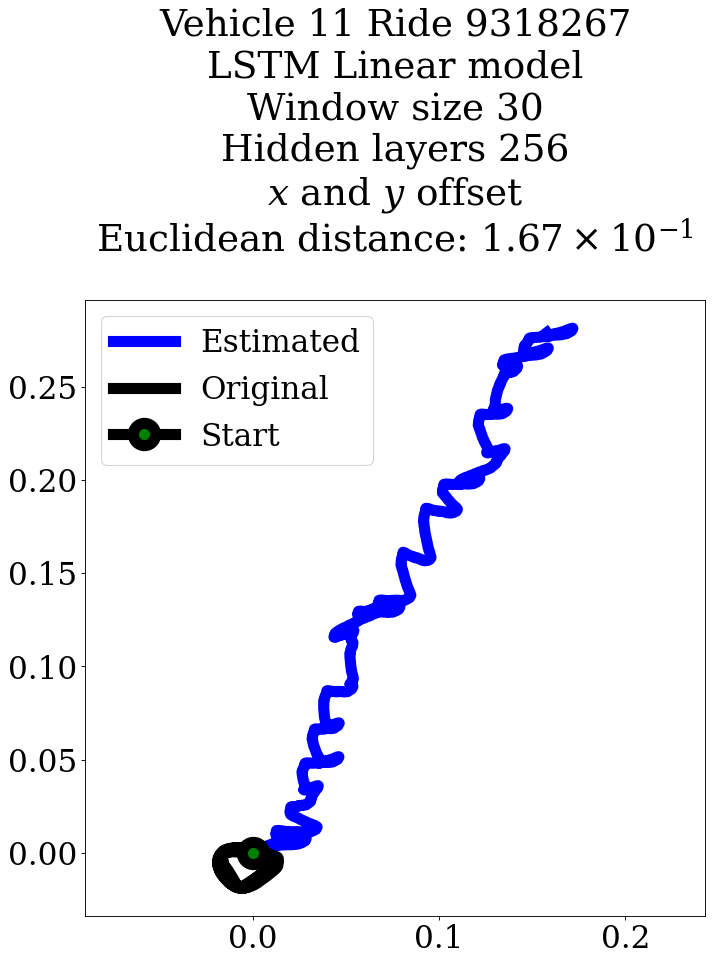 Vehicle 11 Ride 9318267
LSTM Linear model
Window size 30
Hidden layers 256
x and y offset
Euclidean distance: 1.67 × 10⁻¹
Estimated
Original
Start
0.25
0.20
0.15
0.10
0.05
0.00
0.0 0.1 0.2